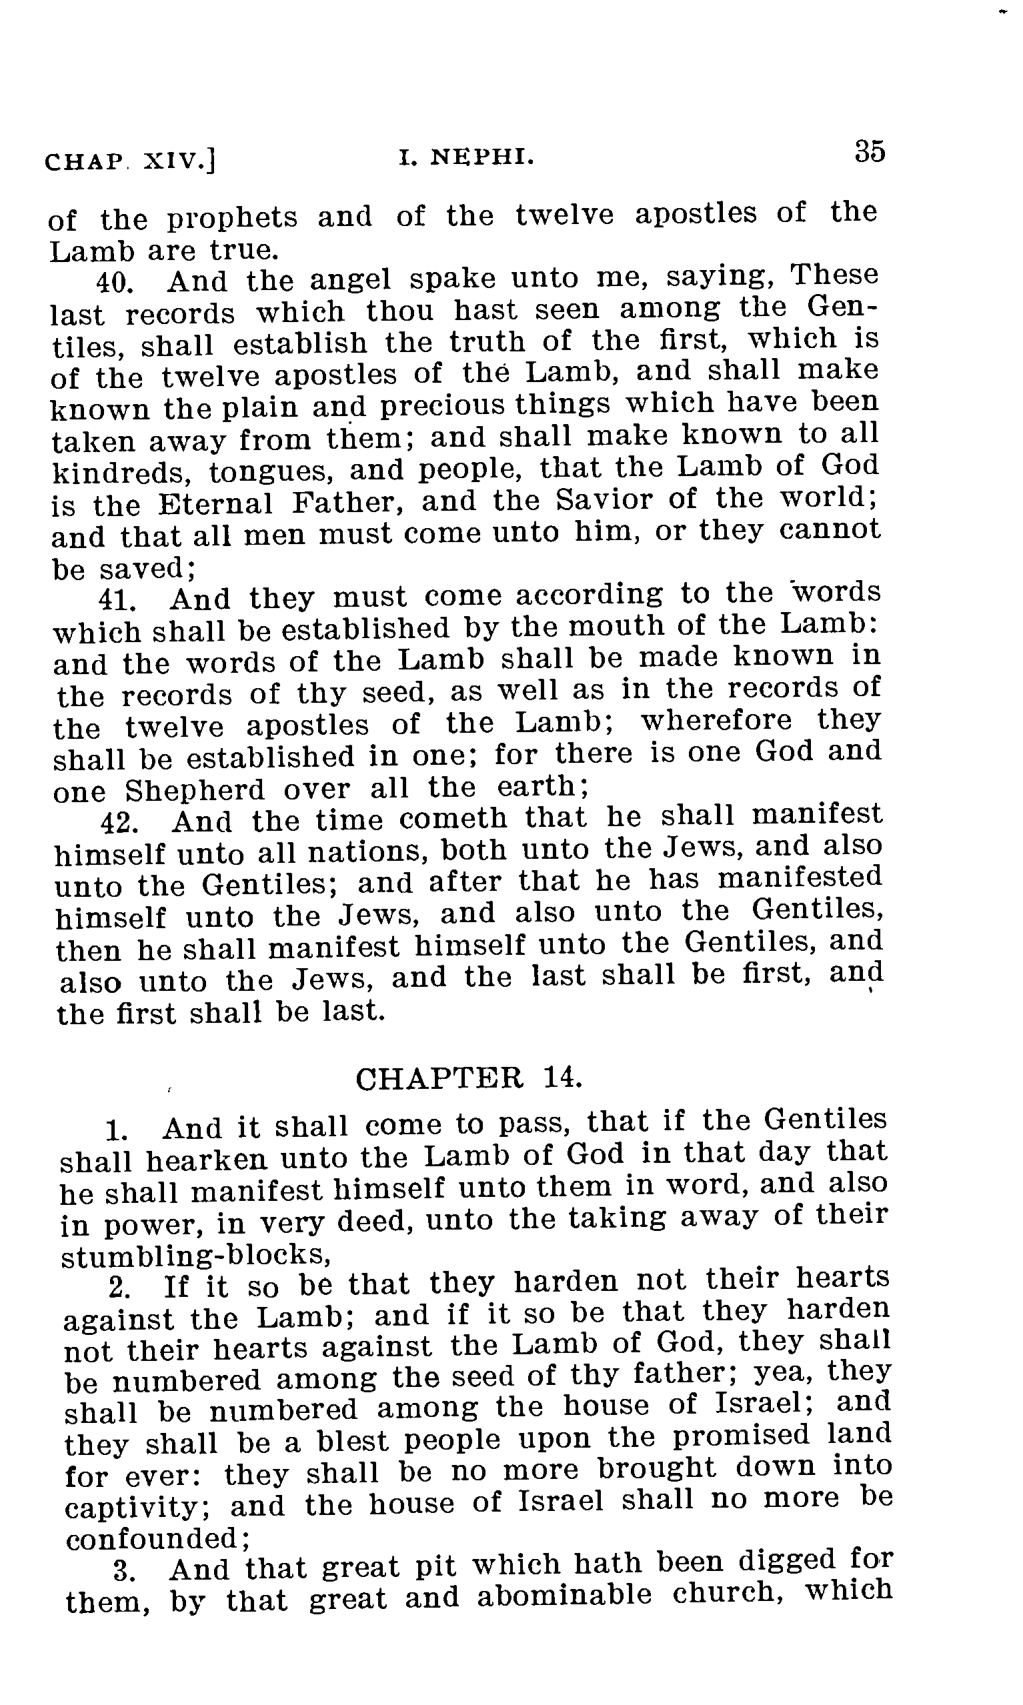 CHAP. XIV.] I. NEPHI. 35
of the prophets and of the twelve apostles of the
Lamb are true.
40. And the angel spake unto me, saying, These
last records which thou hast seen among the Gen-
tiles, shall establish the truth of the first, which is
of the twelve apostles of the Lamb, and shall make
known the plain and precious things which have been
taken away from them; and shall make known to all
kindreds, tongues, and people, that the Lamb of God
is the Eternal Father, and the Savior of the world;
and that all men must come unto him, or they cannot
be saved;
41. And they must come according to the words
which shall be established by the mouth of the Lamb:
and the words of the Lamb shall be made known in
the records of thy seed, as well as in the records of
the twelve apostles of the Lamb; wherefore they
shall be established in one; for there is one God and
one Shepherd over all the earth;
42. And the time cometh that he shall manifest
himself unto all nations, both unto the Jews, and also
unto the Gentiles; and after that he has manifested
himself unto the Jews, and also unto the Gentiles,
then he shall manifest himself unto the Gentiles, and
also unto the Jews, and the last shall be first, and
the first shall be last.
CHAPTER 14.
1. And it shall come to pass, that if the Gentiles
shall hearken unto the Lamb of God in that day that
he shall manifest himself unto them in word, and also
in power, in very deed, unto the taking away of their
stumbling-blocks,
2. If it so be that they harden not their hearts
against the Lamb; and if it so be that they harden
not their hearts against the Lamb of God, they shall
be numbered among the seed of thy father; yea, they
shall be numbered among the house of Israel; and
they shall be a blest people upon the promised land
for ever: they shall be no more brought down into
captivity; and the house of Israel shall no more be
confounded;
3. And that great pit which hath been digged for
them, by that great and abominable church, which